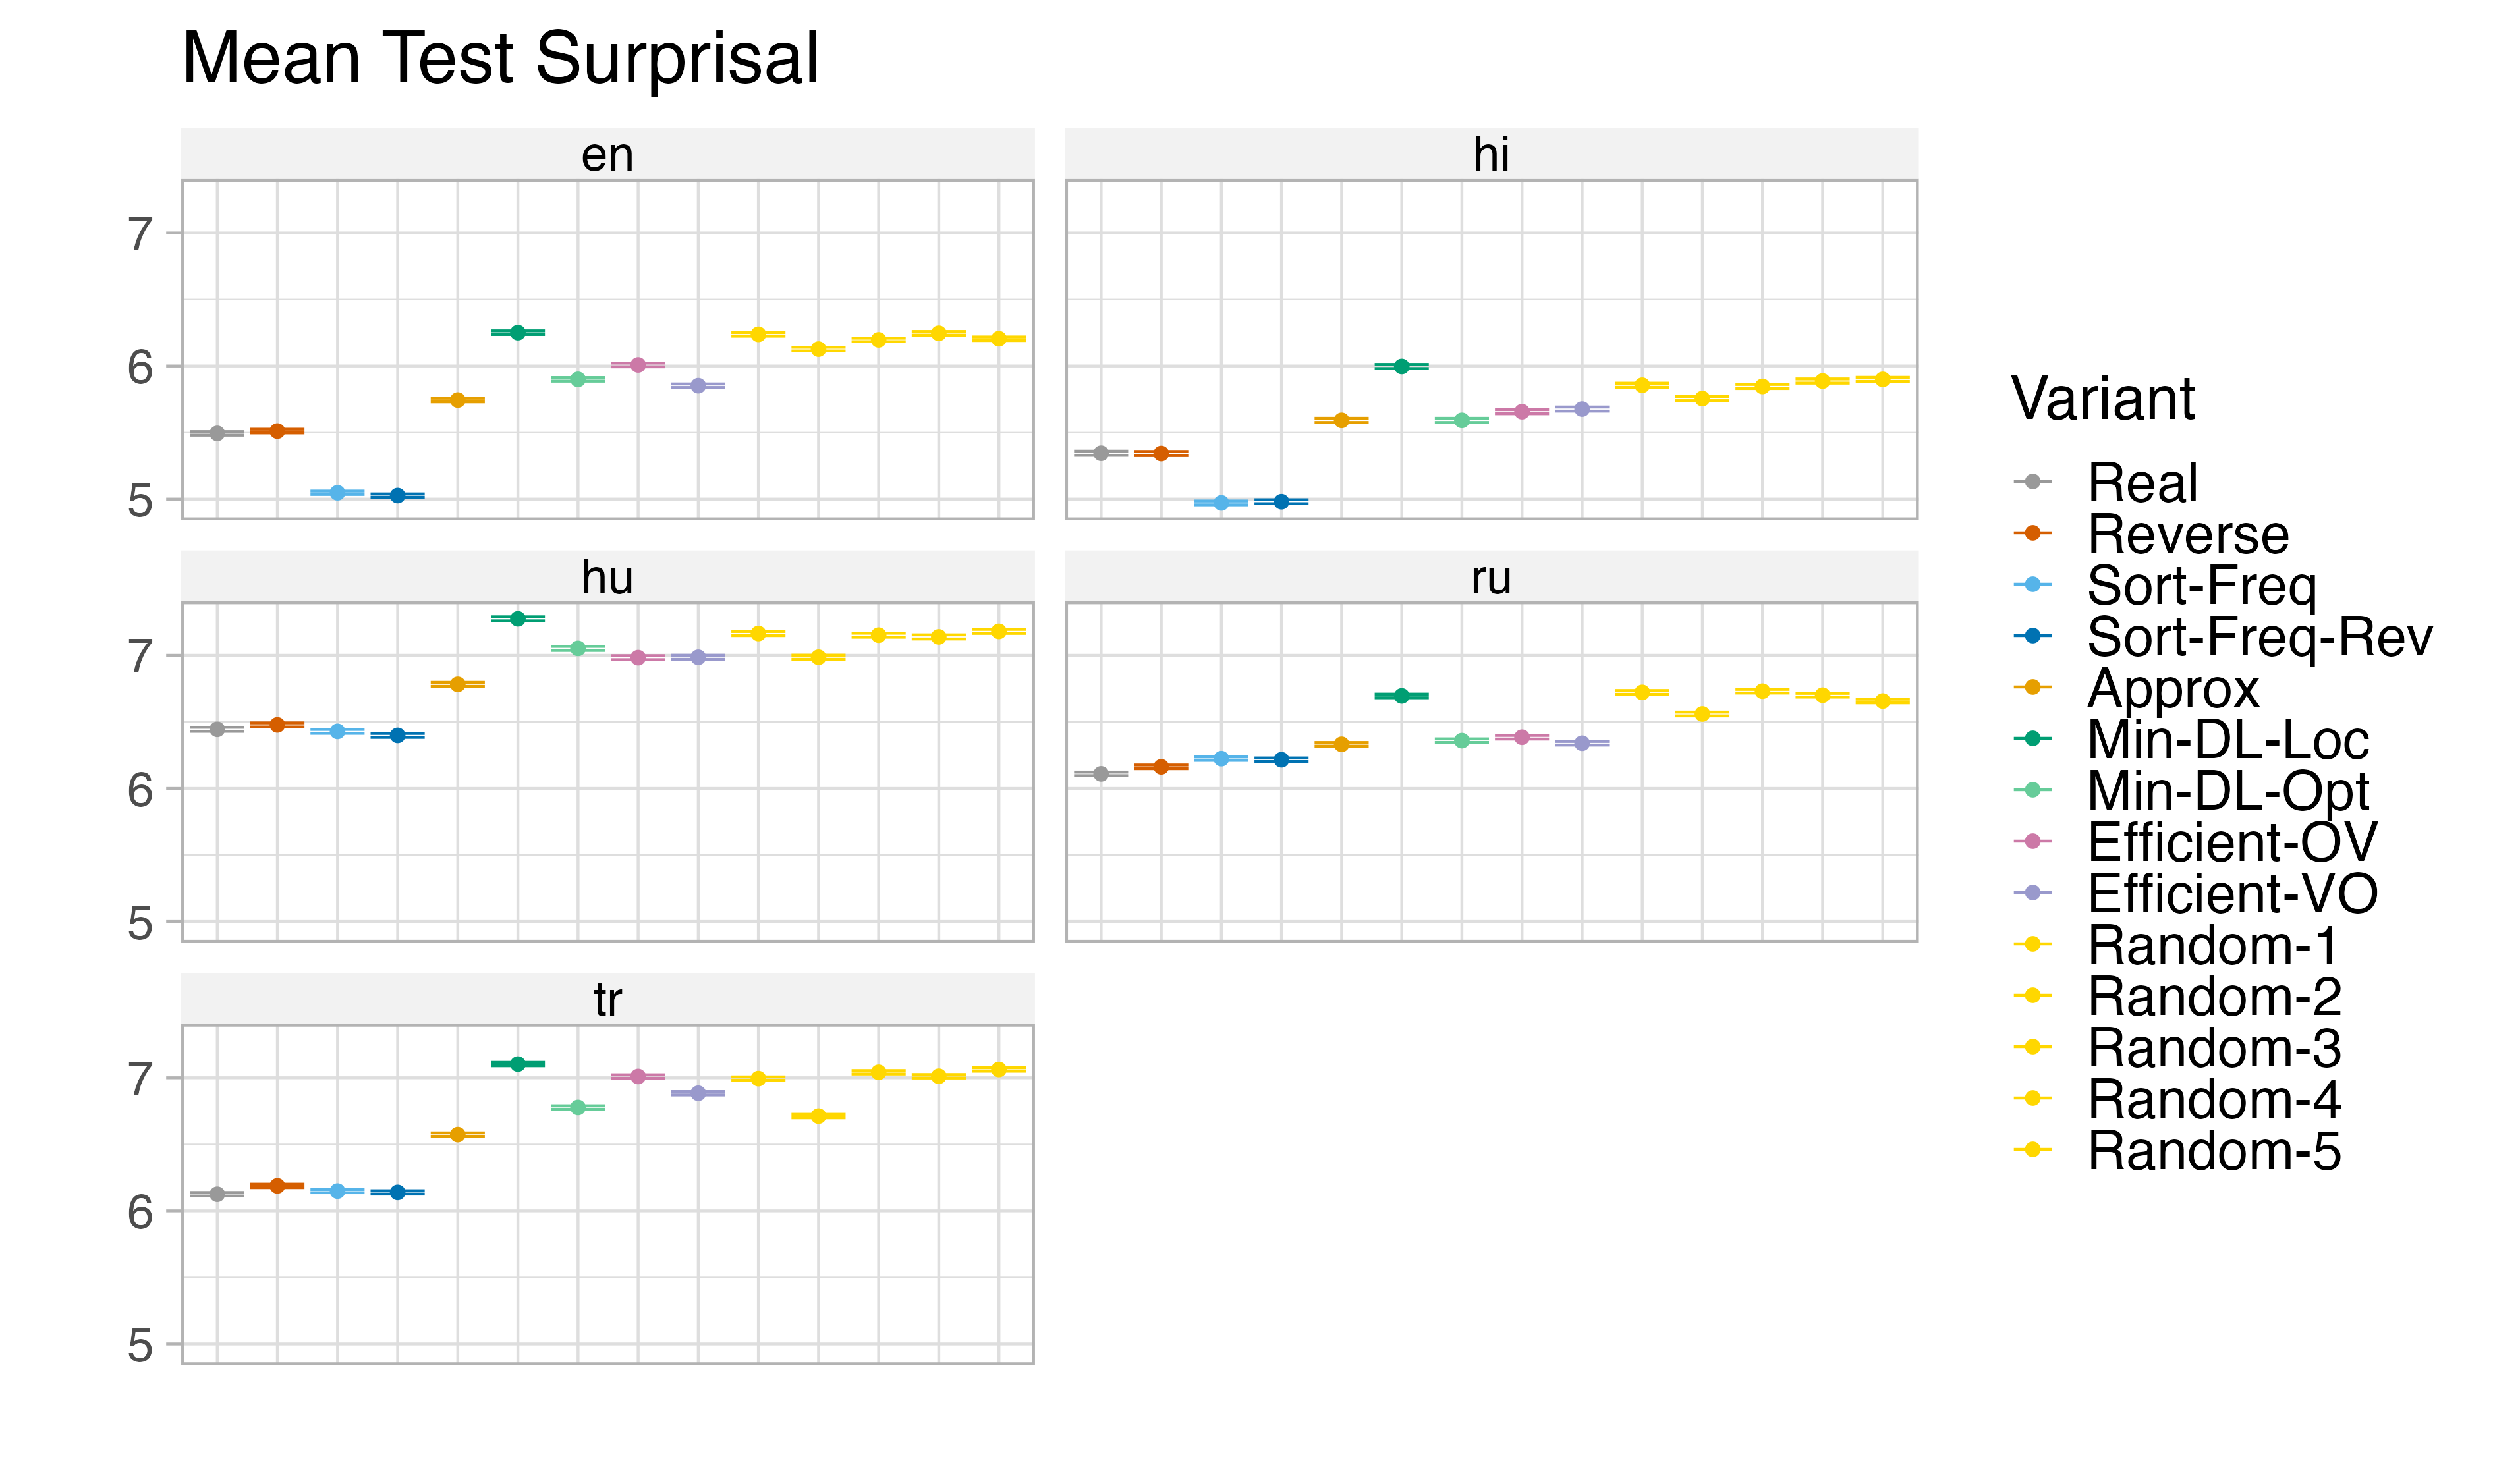 Mean Test Surprisal
en
hi
7
6
5
hu
ru
7
6
5
tr
7
6
5
Variant
Real
Reverse
Sort-Freq
Sort-Freq-Rev
Approx
Min-DL-Loc
Min-DL-Opt
Efficient-OV
Efficient-VO
Random-1
Random-2
Random-3
Random-4
Random-5